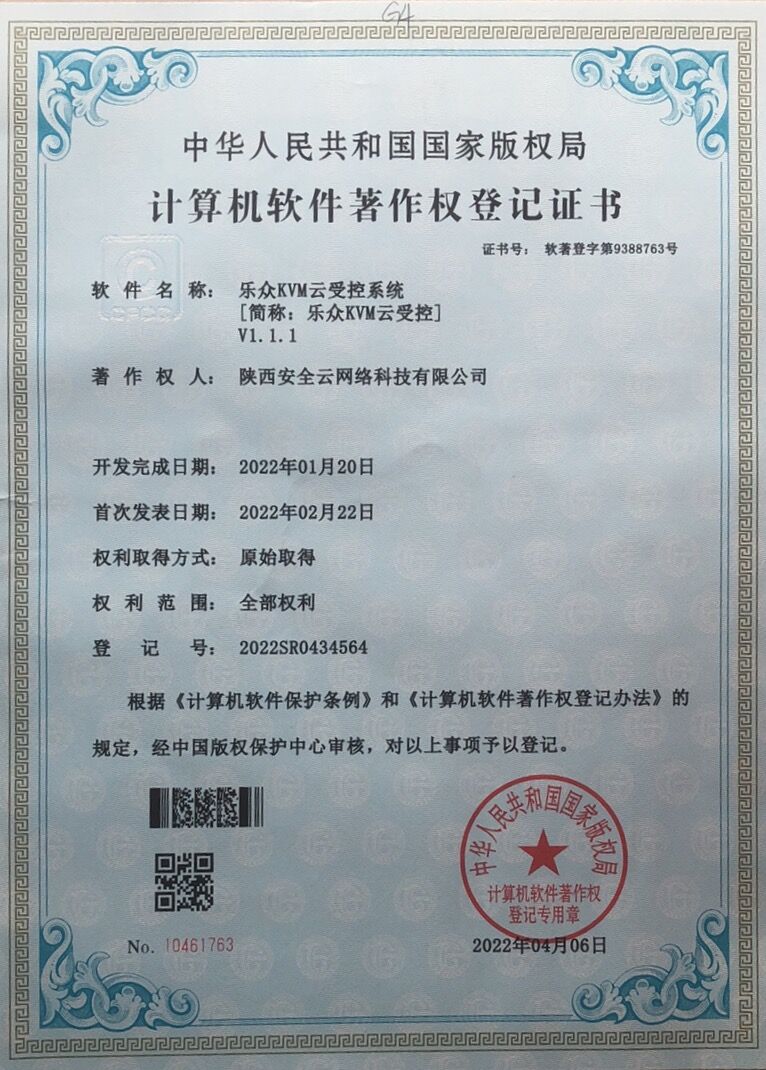 G4
中华人民共和国国家版权局
计算机软件著作权登记证书
证书号： 软著登字第9388763号
软件名称： 乐众KVM云受控系统
[简称：乐众KVM云受控]
V1.1.1
著作权人： 陕西安全云网络科技有限公司
开发完成日期： 2022年01月20日
首次发表日期： 2022年02月22日
权利取得方式： 原始取得
权利范围： 全部权利
登记号： 2022SR0434564
根据《计算机软件保护条例》和《计算机软件著作权登记办法》的
规定，经中国版权保护中心审核，对以上事项予以登记。
中华人民共和国国家版权局
计算机软件著作权
登记专用章
No. 10461763
2022年04月06日